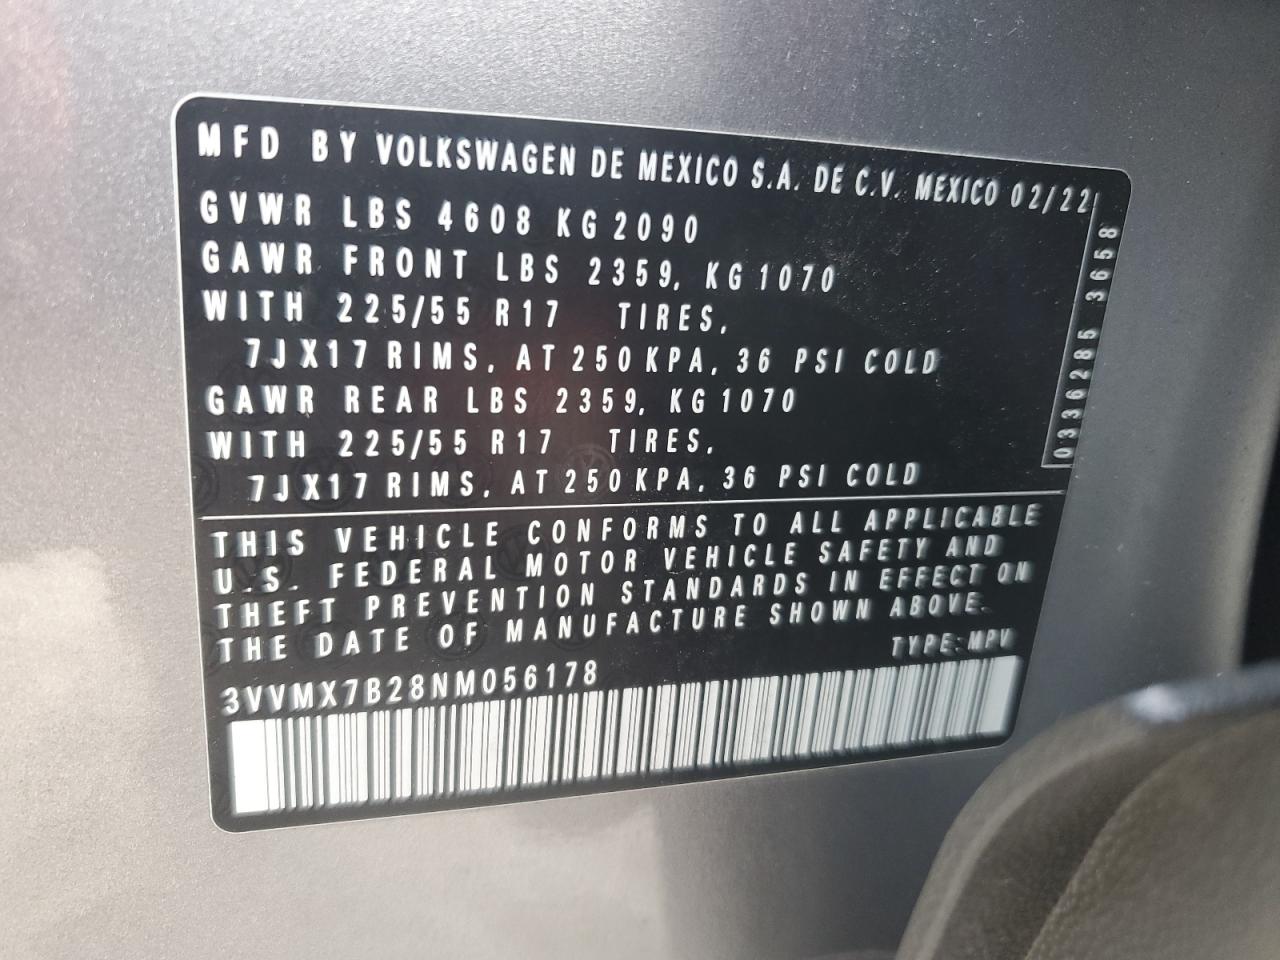 MFD BY VOLKSWAGEN DE MEXICO S.A. DE C.V. MEXICO 02/22
GVWR LBS 4608 KG 2090
GAWR FRONT LBS 2359, KG 1070
WITH 225/55 R17 TIRES,
7JX17 RIMS, AT 250 KPA, 36 PSI COLD
GAWR REAR LBS 2359, KG 1070
WITH 225/55 R17 TIRES,
7JX17 RIMS, AT 250 KPA, 36 PSI COLD
0336285 3658
THIS VEHICLE CONFORMS TO ALL APPLICABLE
U.S. FEDERAL MOTOR VEHICLE SAFETY AND
THEFT PREVENTION STANDARDS IN EFFECT ON
THE DATE OF MANUFACTURE SHOWN ABOVE.
TYPE: MPV
3VVMX7B28NM056178